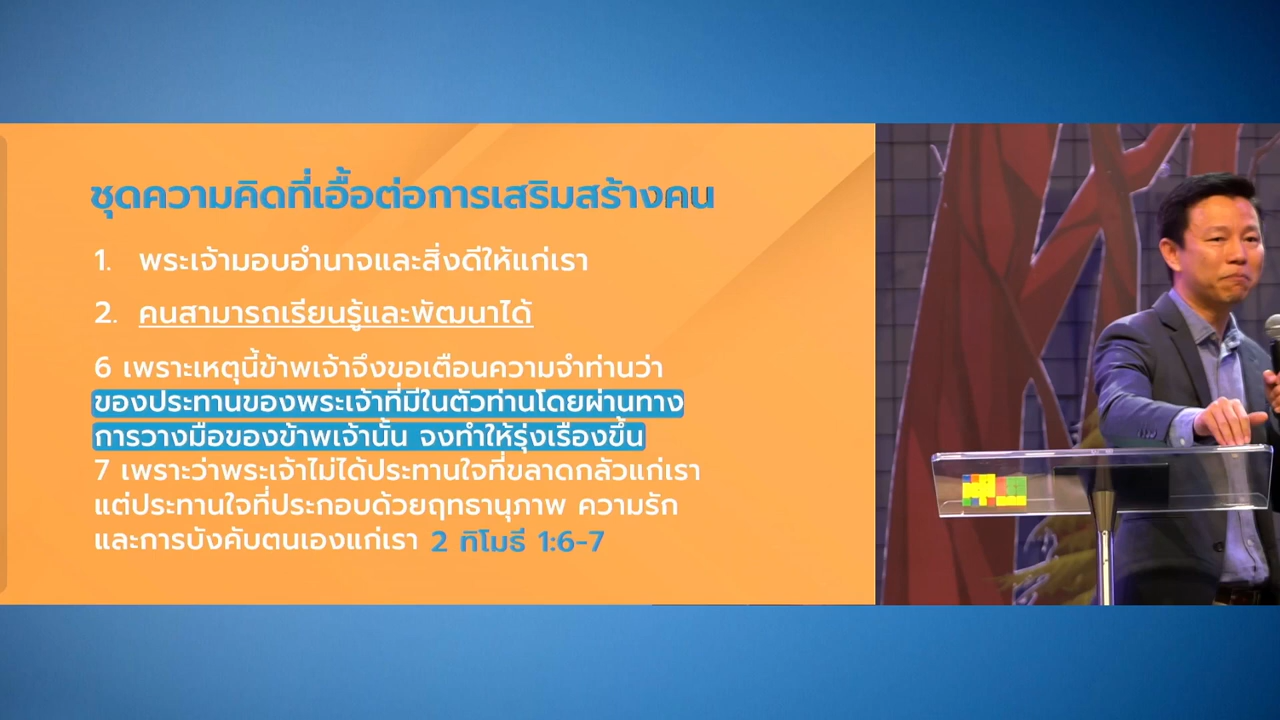 ชุดความคิดที่เอื้อต่อการเสริมสร้างคน
1. พระเจ้ามอบอำนาจและสิ่งดีให้แก่เรา
2. คนสามารถเรียนรู้และพัฒนาได้
6 เพราะเหตุนี้ข้าพเจ้าจึงขอเตือนความจำท่านว่า
ของประทานของพระเจ้าที่มีในตัวท่านโดยผ่านทาง
การวางมือของข้าพเจ้านั้น จงทำให้รุ่งเรืองขึ้น
7 เพราะว่าพระเจ้าไม่ได้ประทานใจที่ขลาดกลัวแก่เรา
แต่ประทานใจที่ประกอบด้วยฤทธานุภาพ ความรัก
และการบังคับตนเองแก่เรา 2 ทิโมธี 1:6-7